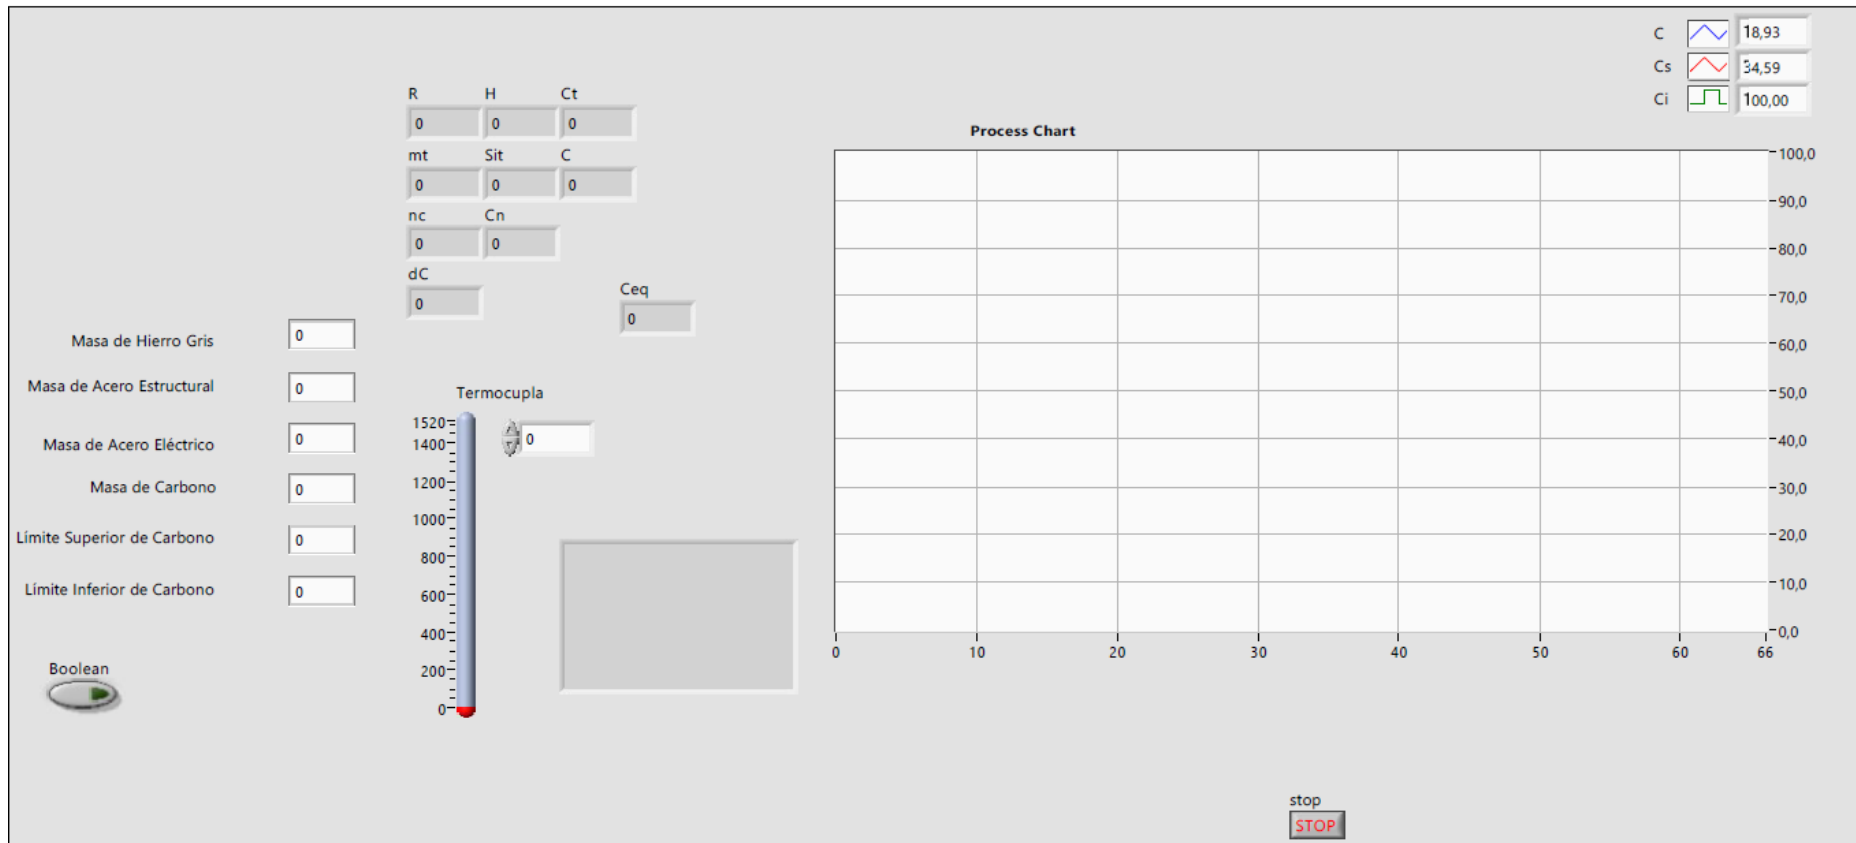 C 18,93
Cs 34,59
Ci 100,00
R H Ct
0 0 0
mt Sit C
0 0 0
nc Cn
0 0
dC
0
Ceq
0
Masa de Hierro Gris 0
Masa de Acero Estructural 0
Masa de Acero Eléctrico 0
Masa de Carbono 0
Límite Superior de Carbono 0
Límite Inferior de Carbono 0
Boolean
Termocupla
0
1520
1400
1200
1000
800
600
400
200
0
Process Chart
100,0
90,0
80,0
70,0
60,0
50,0
40,0
30,0
20,0
10,0
0,0
0 10 20 30 40 50 60 66
stop
STOP